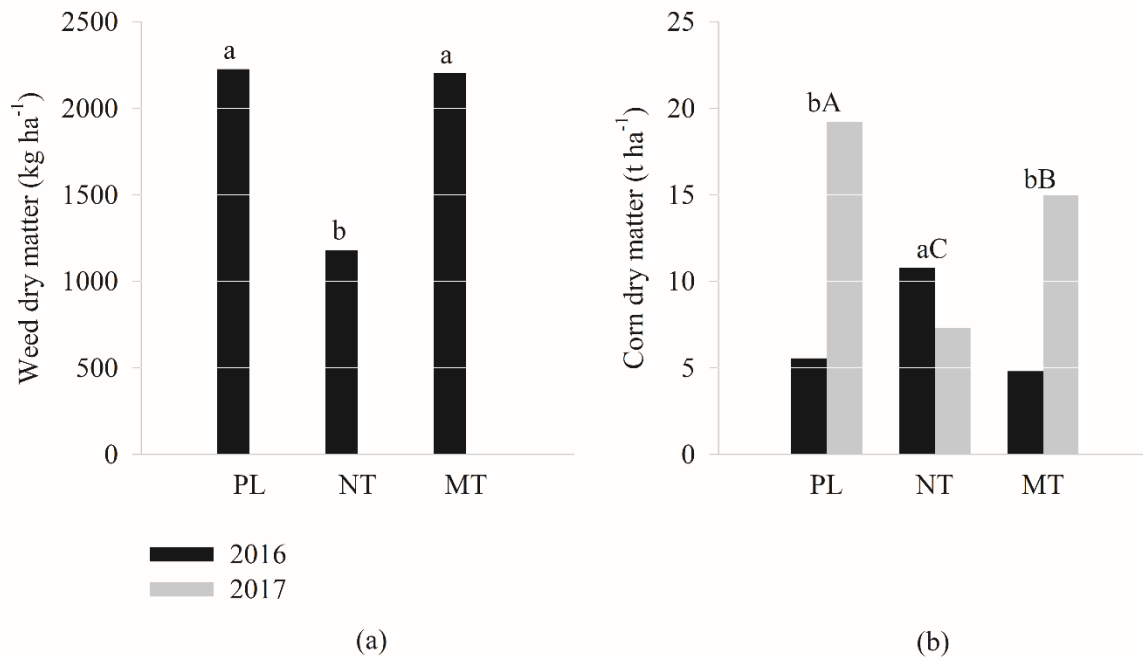 Weed dry matter (kg ha⁻¹)
2500
2000
1500
1000
500
0
a
b
a
PL NT MT
2016
2017
(a)
Corn dry matter (t ha⁻¹)
25
20
15
10
5
0
bA
aC
bB
PL NT MT
(b)